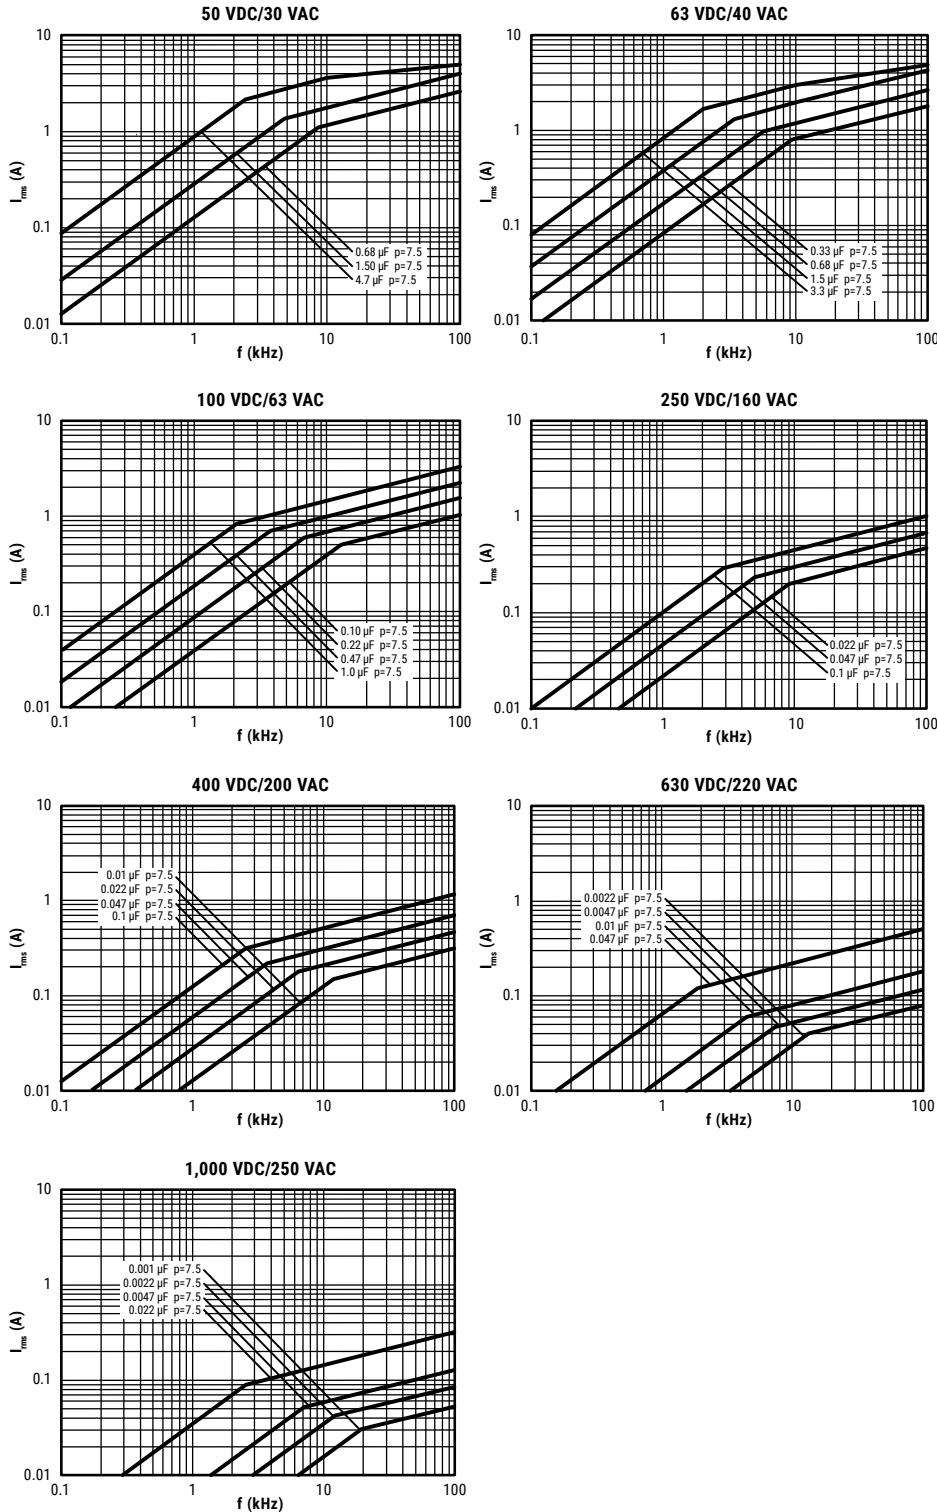 50 VDC/30 VAC
10
1
0.1
0.01
I rms (A)
0.68 µF p=7.5
1.50 µF p=7.5
4.7 µF p=7.5
0.1 1 10 100
f (kHz)
63 VDC/40 VAC
10
1
0.1
0.01
I rms (A)
0.33 µF p=7.5
0.68 µF p=7.5
1.5 µF p=7.5
3.3 µF p=7.5
0.1 1 10 100
f (kHz)
100 VDC/63 VAC
10
1
0.1
0.01
I rms (A)
0.10 µF p=7.5
0.22 µF p=7.5
0.47 µF p=7.5
1.0 µF p=7.5
0.1 1 10 100
f (kHz)
250 VDC/160 VAC
10
1
0.1
0.01
I rms (A)
0.022 µF p=7.5
0.047 µF p=7.5
0.1 µF p=7.5
0.1 1 10 100
f (kHz)
400 VDC/200 VAC
10
1
0.1
0.01
I rms (A)
0.01 µF p=7.5
0.022 µF p=7.5
0.047 µF p=7.5
0.1 µF p=7.5
0.1 1 10 100
f (kHz)
630 VDC/220 VAC
10
1
0.1
0.01
I rms (A)
0.0022 µF p=7.5
0.0047 µF p=7.5
0.01 µF p=7.5
0.047 µF p=7.5
0.1 1 10 100
f (kHz)
1,000 VDC/250 VAC
10
1
0.1
0.01
I rms (A)
0.001 µF p=7.5
0.0022 µF p=7.5
0.0047 µF p=7.5
0.022 µF p=7.5
0.1 1 10 100
f (kHz)